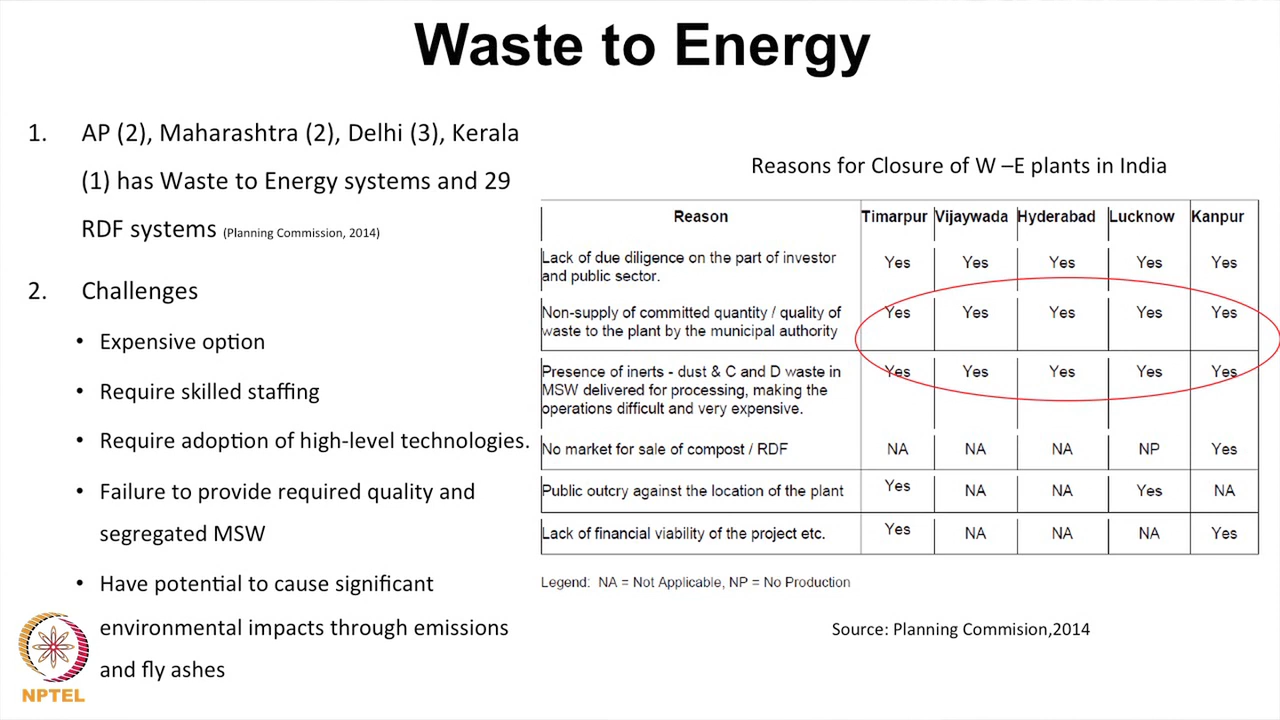 Waste to Energy
1. AP (2), Maharashtra (2), Delhi (3), Kerala
(1) has Waste to Energy systems and 29
RDF systems (Planning Commission, 2014)
2. Challenges
• Expensive option
• Require skilled staffing
• Require adoption of high-level technologies.
• Failure to provide required quality and
segregated MSW
• Have potential to cause significant
environmental impacts through emissions
and fly ashes
NPTEL
Reasons for Closure of W –E plants in India
Reason Timarpur Vijaywada Hyderabad Lucknow Kanpur
Lack of due diligence on the part of investor
and public sector. Yes Yes Yes Yes Yes
Non-supply of committed quantity / quality of
waste to the plant by the municipal authority Yes Yes Yes Yes Yes
Presence of inerts - dust & C and D waste in
MSW delivered for processing, making the
operations difficult and very expensive. Yes Yes Yes Yes Yes
No market for sale of compost / RDF NA NA NA NP Yes
Public outcry against the location of the plant Yes NA NA Yes NA
Lack of financial viability of the project etc. Yes NA NA NA Yes
Legend: NA = Not Applicable, NP = No Production
Source: Planning Commision,2014